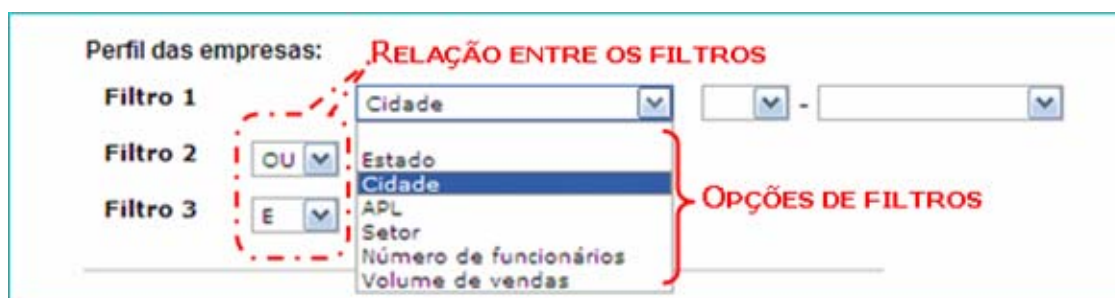 Perfil das empresas:
RELAÇÃO ENTRE OS FILTROS
Filtro 1
Cidade
-
Filtro 2
OU
Estado
Cidade
APL
Setor
Número de funcionários
Volume de vendas
OPÇÕES DE FILTROS
Filtro 3
E